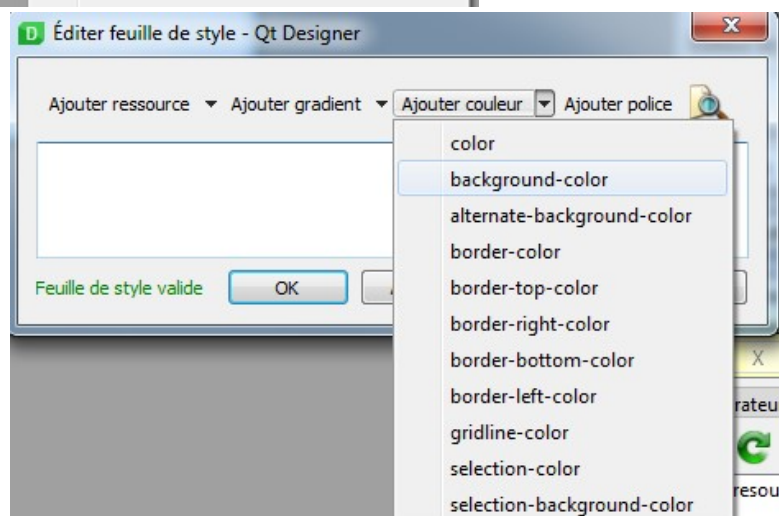 Éditer feuille de style - Qt Designer
Ajouter ressource Ajouter gradient Ajouter couleur Ajouter police
color
background-color
alternate-background-color
border-color
Feuille de style valide OK
border-top-color
border-right-color
border-bottom-color
X
border-left-color
rateu
gridline-color
selection-color
resou
selection-background-color